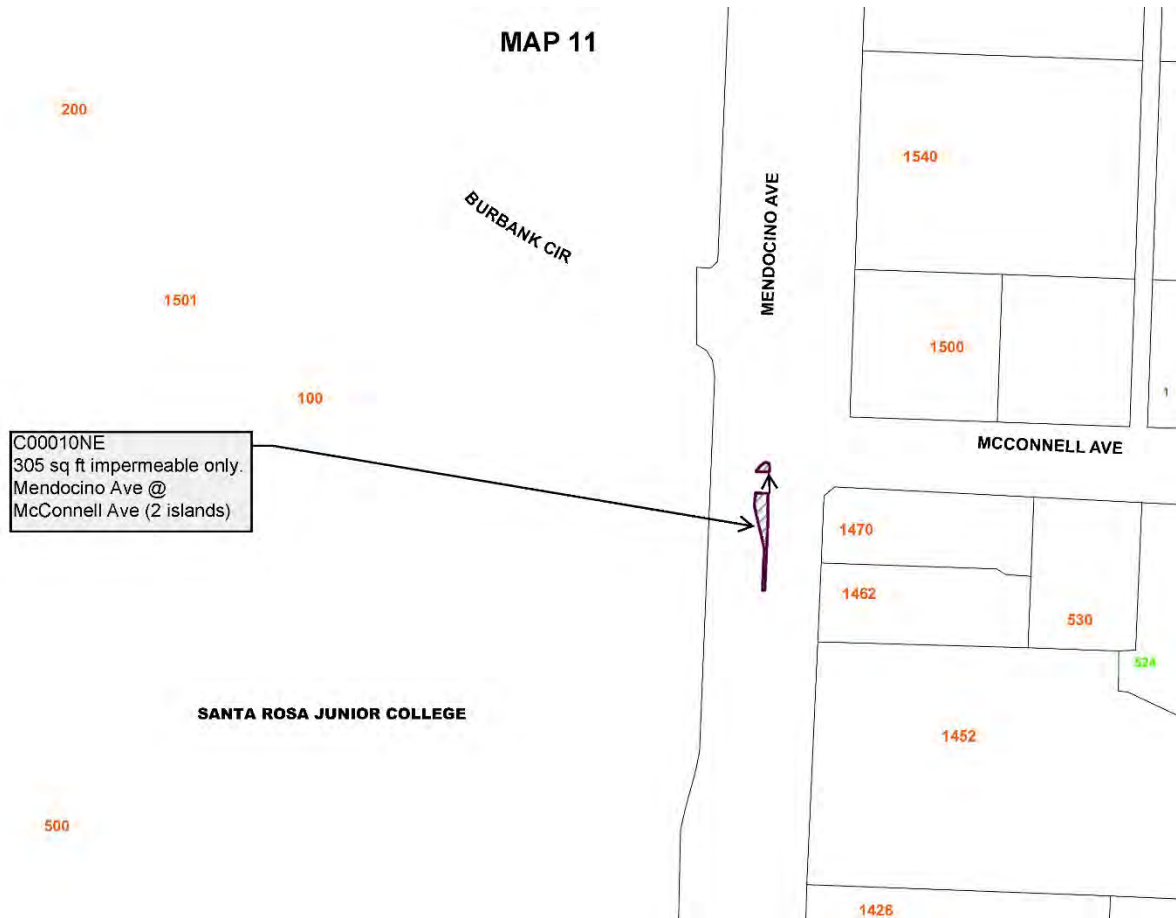 MAP 11
200
1540
BURBANK CIR
MENDOCINO AVE
1501
1500
100
1
MCCONNELL AVE
C00010NE
305 sq ft impermeable only.
Mendocino Ave @
McConnell Ave (2 islands)
1470
1462
530
524
SANTA ROSA JUNIOR COLLEGE
1452
500
1426